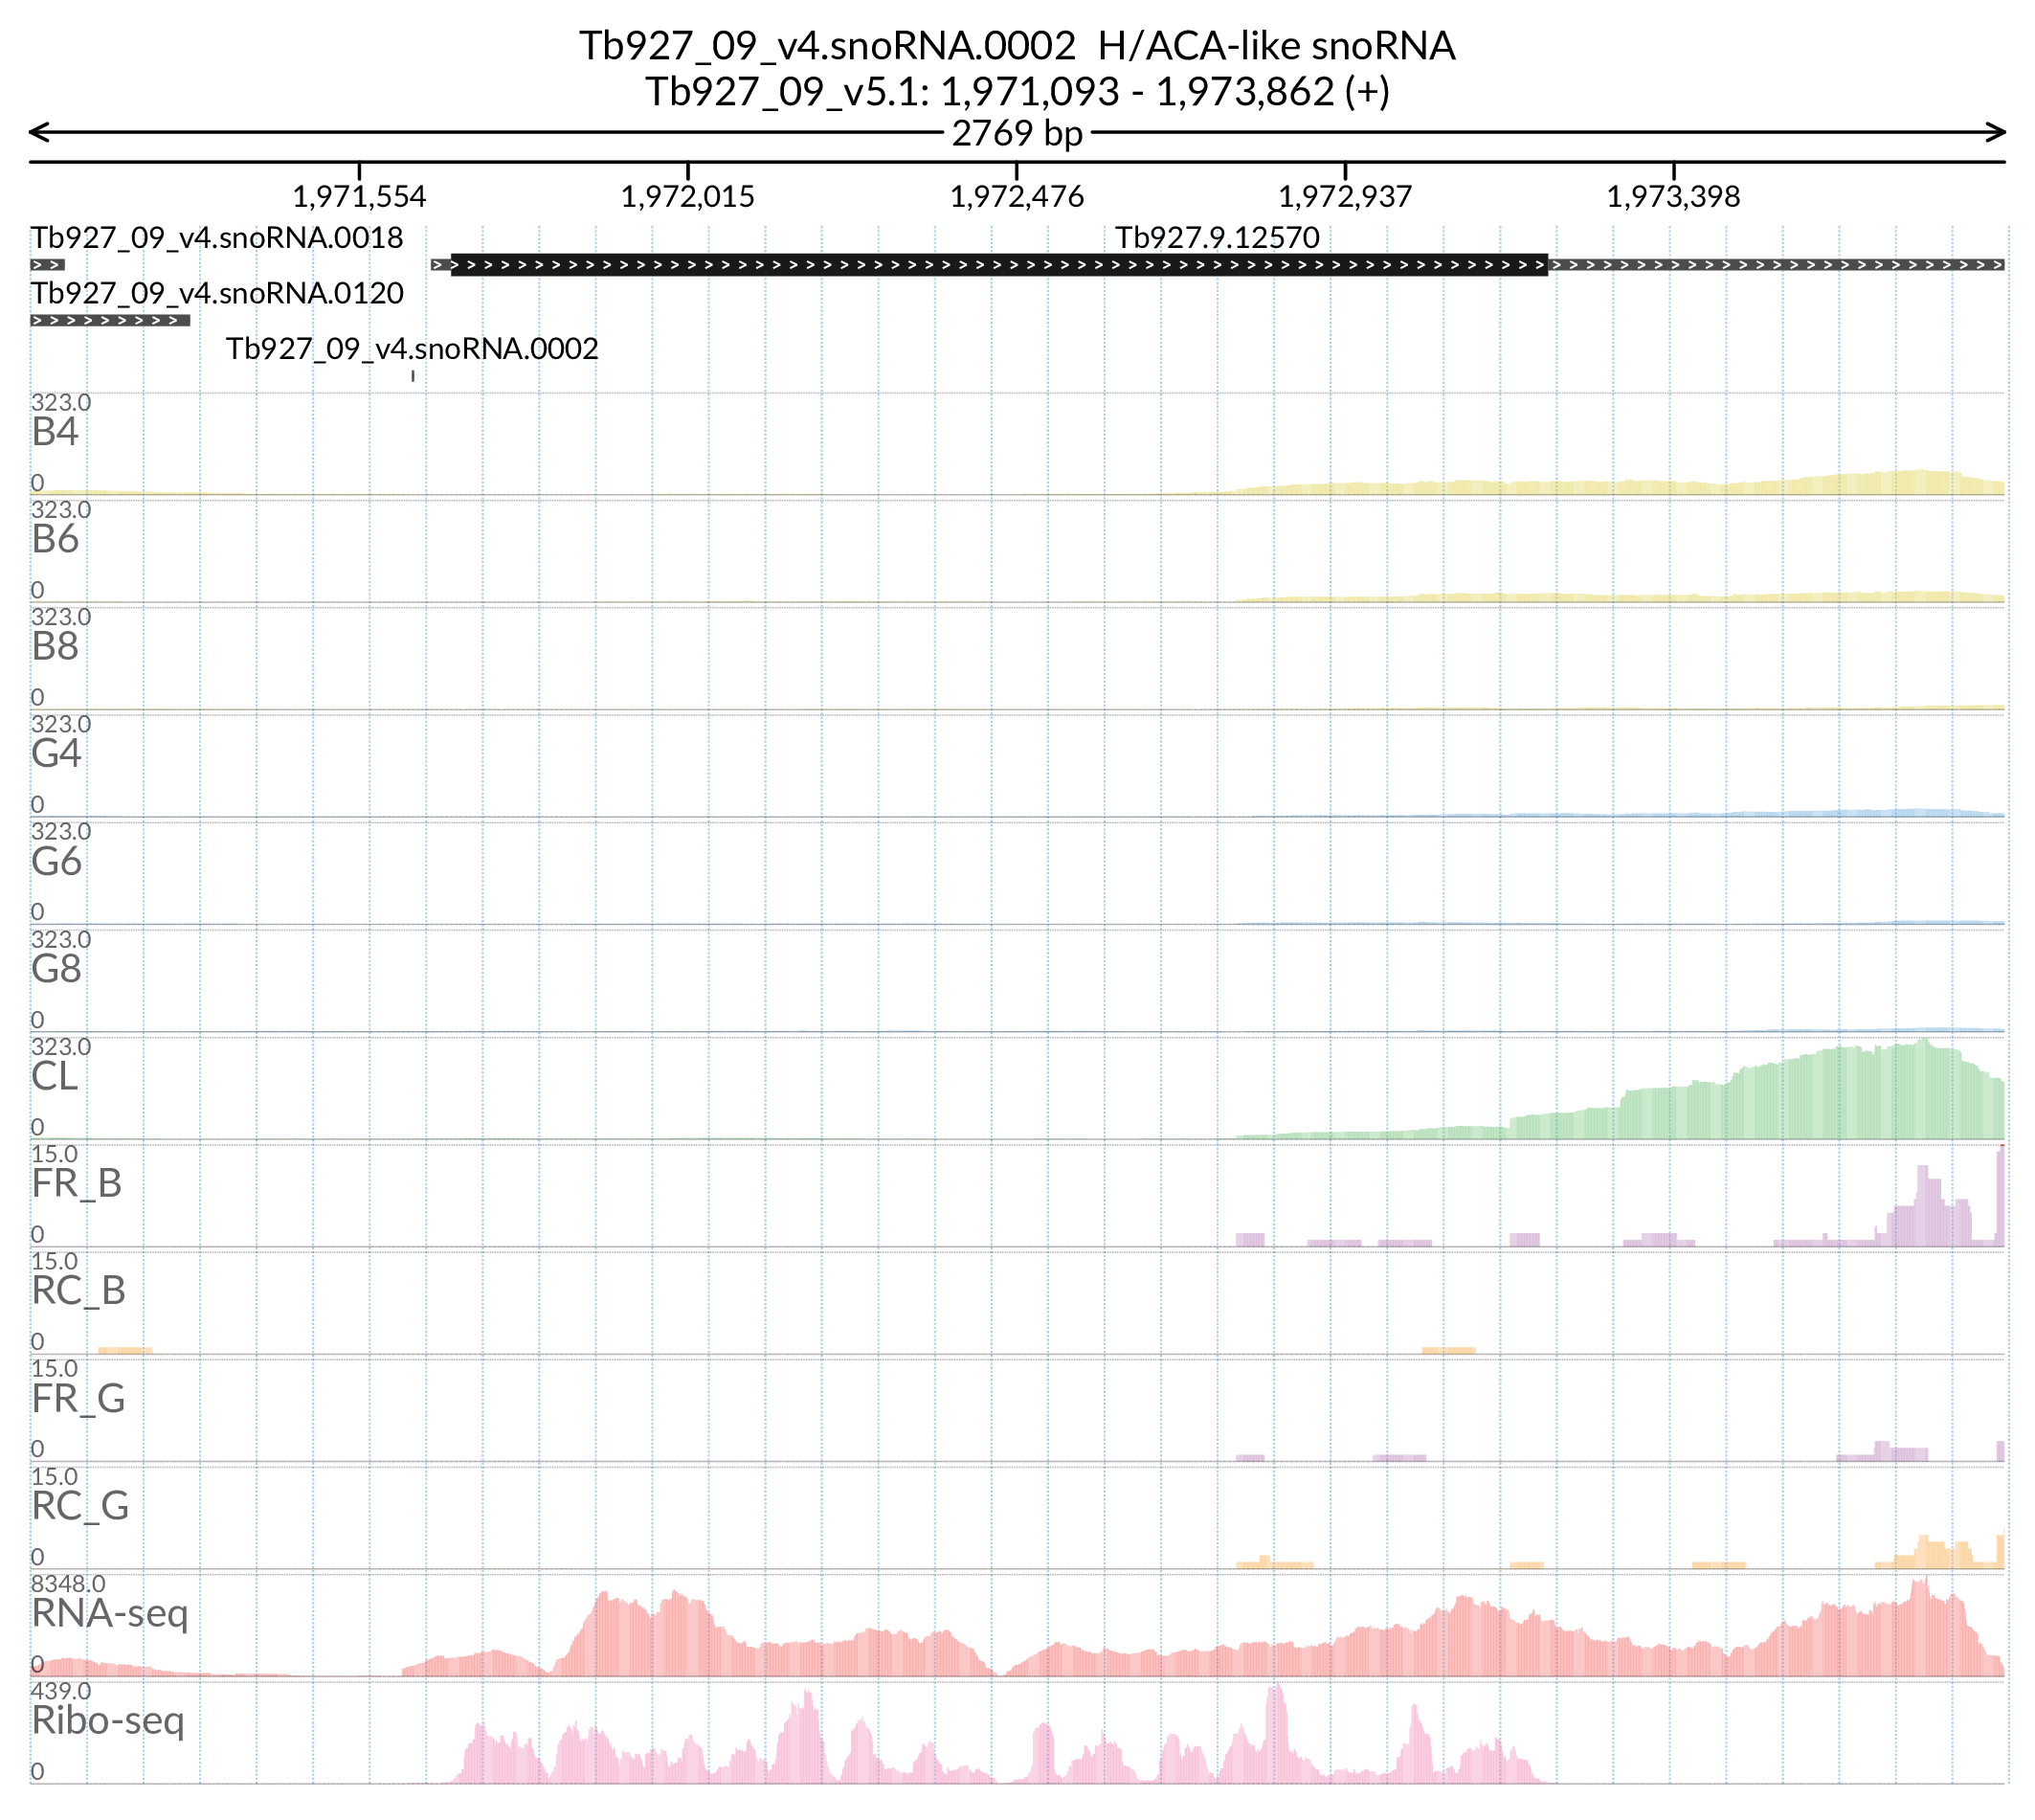 Tb927_09_v4.snoRNA.0002 H/ACA-like snoRNA
Tb927_09_v5.1: 1,971,093 - 1,973,862 (+)
2769 bp
1,971,554 1,972,015 1,972,476 1,972,937 1,973,398
Tb927_09_v4.snoRNA.0018 Tb927.9.12570
Tb927_09_v4.snoRNA.0120
Tb927_09_v4.snoRNA.0002
323.0
B4
0
323.0
B6
0
323.0
B8
0
323.0
G4
0
323.0
G6
0
323.0
G8
0
323.0
CL
0
15.0
FR_B
0
15.0
RC_B
0
15.0
FR_G
0
15.0
RC_G
0
8348.0
RNA-seq
0
439.0
Ribo-seq
0